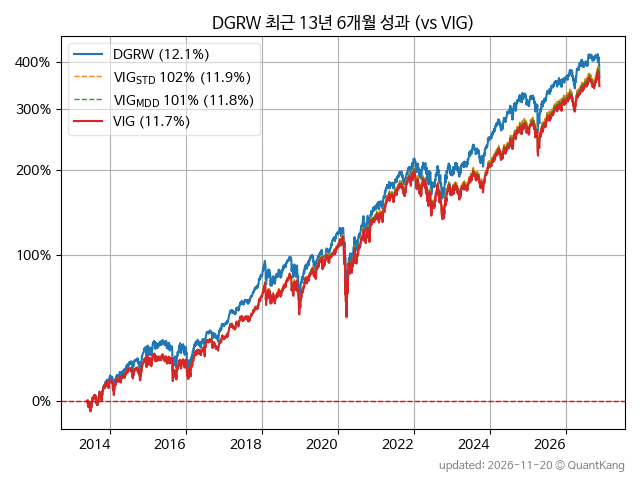 DGRW 최근 13년 6개월 성과 (vs VIG)
DGRW (12.1%)
VIG_STD 102% (11.9%)
VIG_MDD 101% (11.8%)
VIG (11.7%)
400%
300%
200%
100%
0%
2014 2016 2018 2020 2022 2024 2026
updated: 2026-11-20 © QuantKang